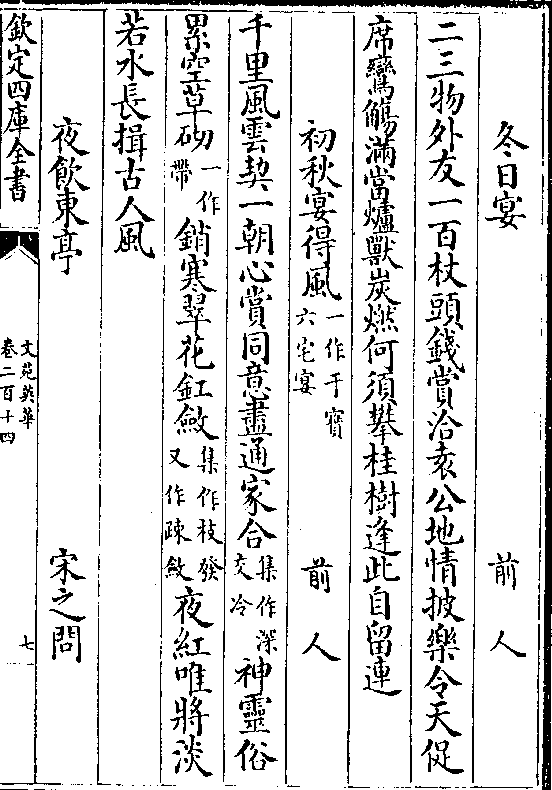 冬日宴
前人
二三物外友一百杖頭錢賞洽袁公地情披樂令天促
席鸞觴滿當爐獸炭燃何須攀桂樹逢此自留連
初秋宴得風一作于寶六宅宴
前人
千里風雲契一朝心賞同意盡通家合集作深交冷神靈俗
累空草砌一作帶銷寒翠花釭斂集作枝發又作疎斂夜紅唯將淡
若水長揖古人風
夜飲東亭
宋之問
欽定四庫全書
文苑英華
卷二百十四
七